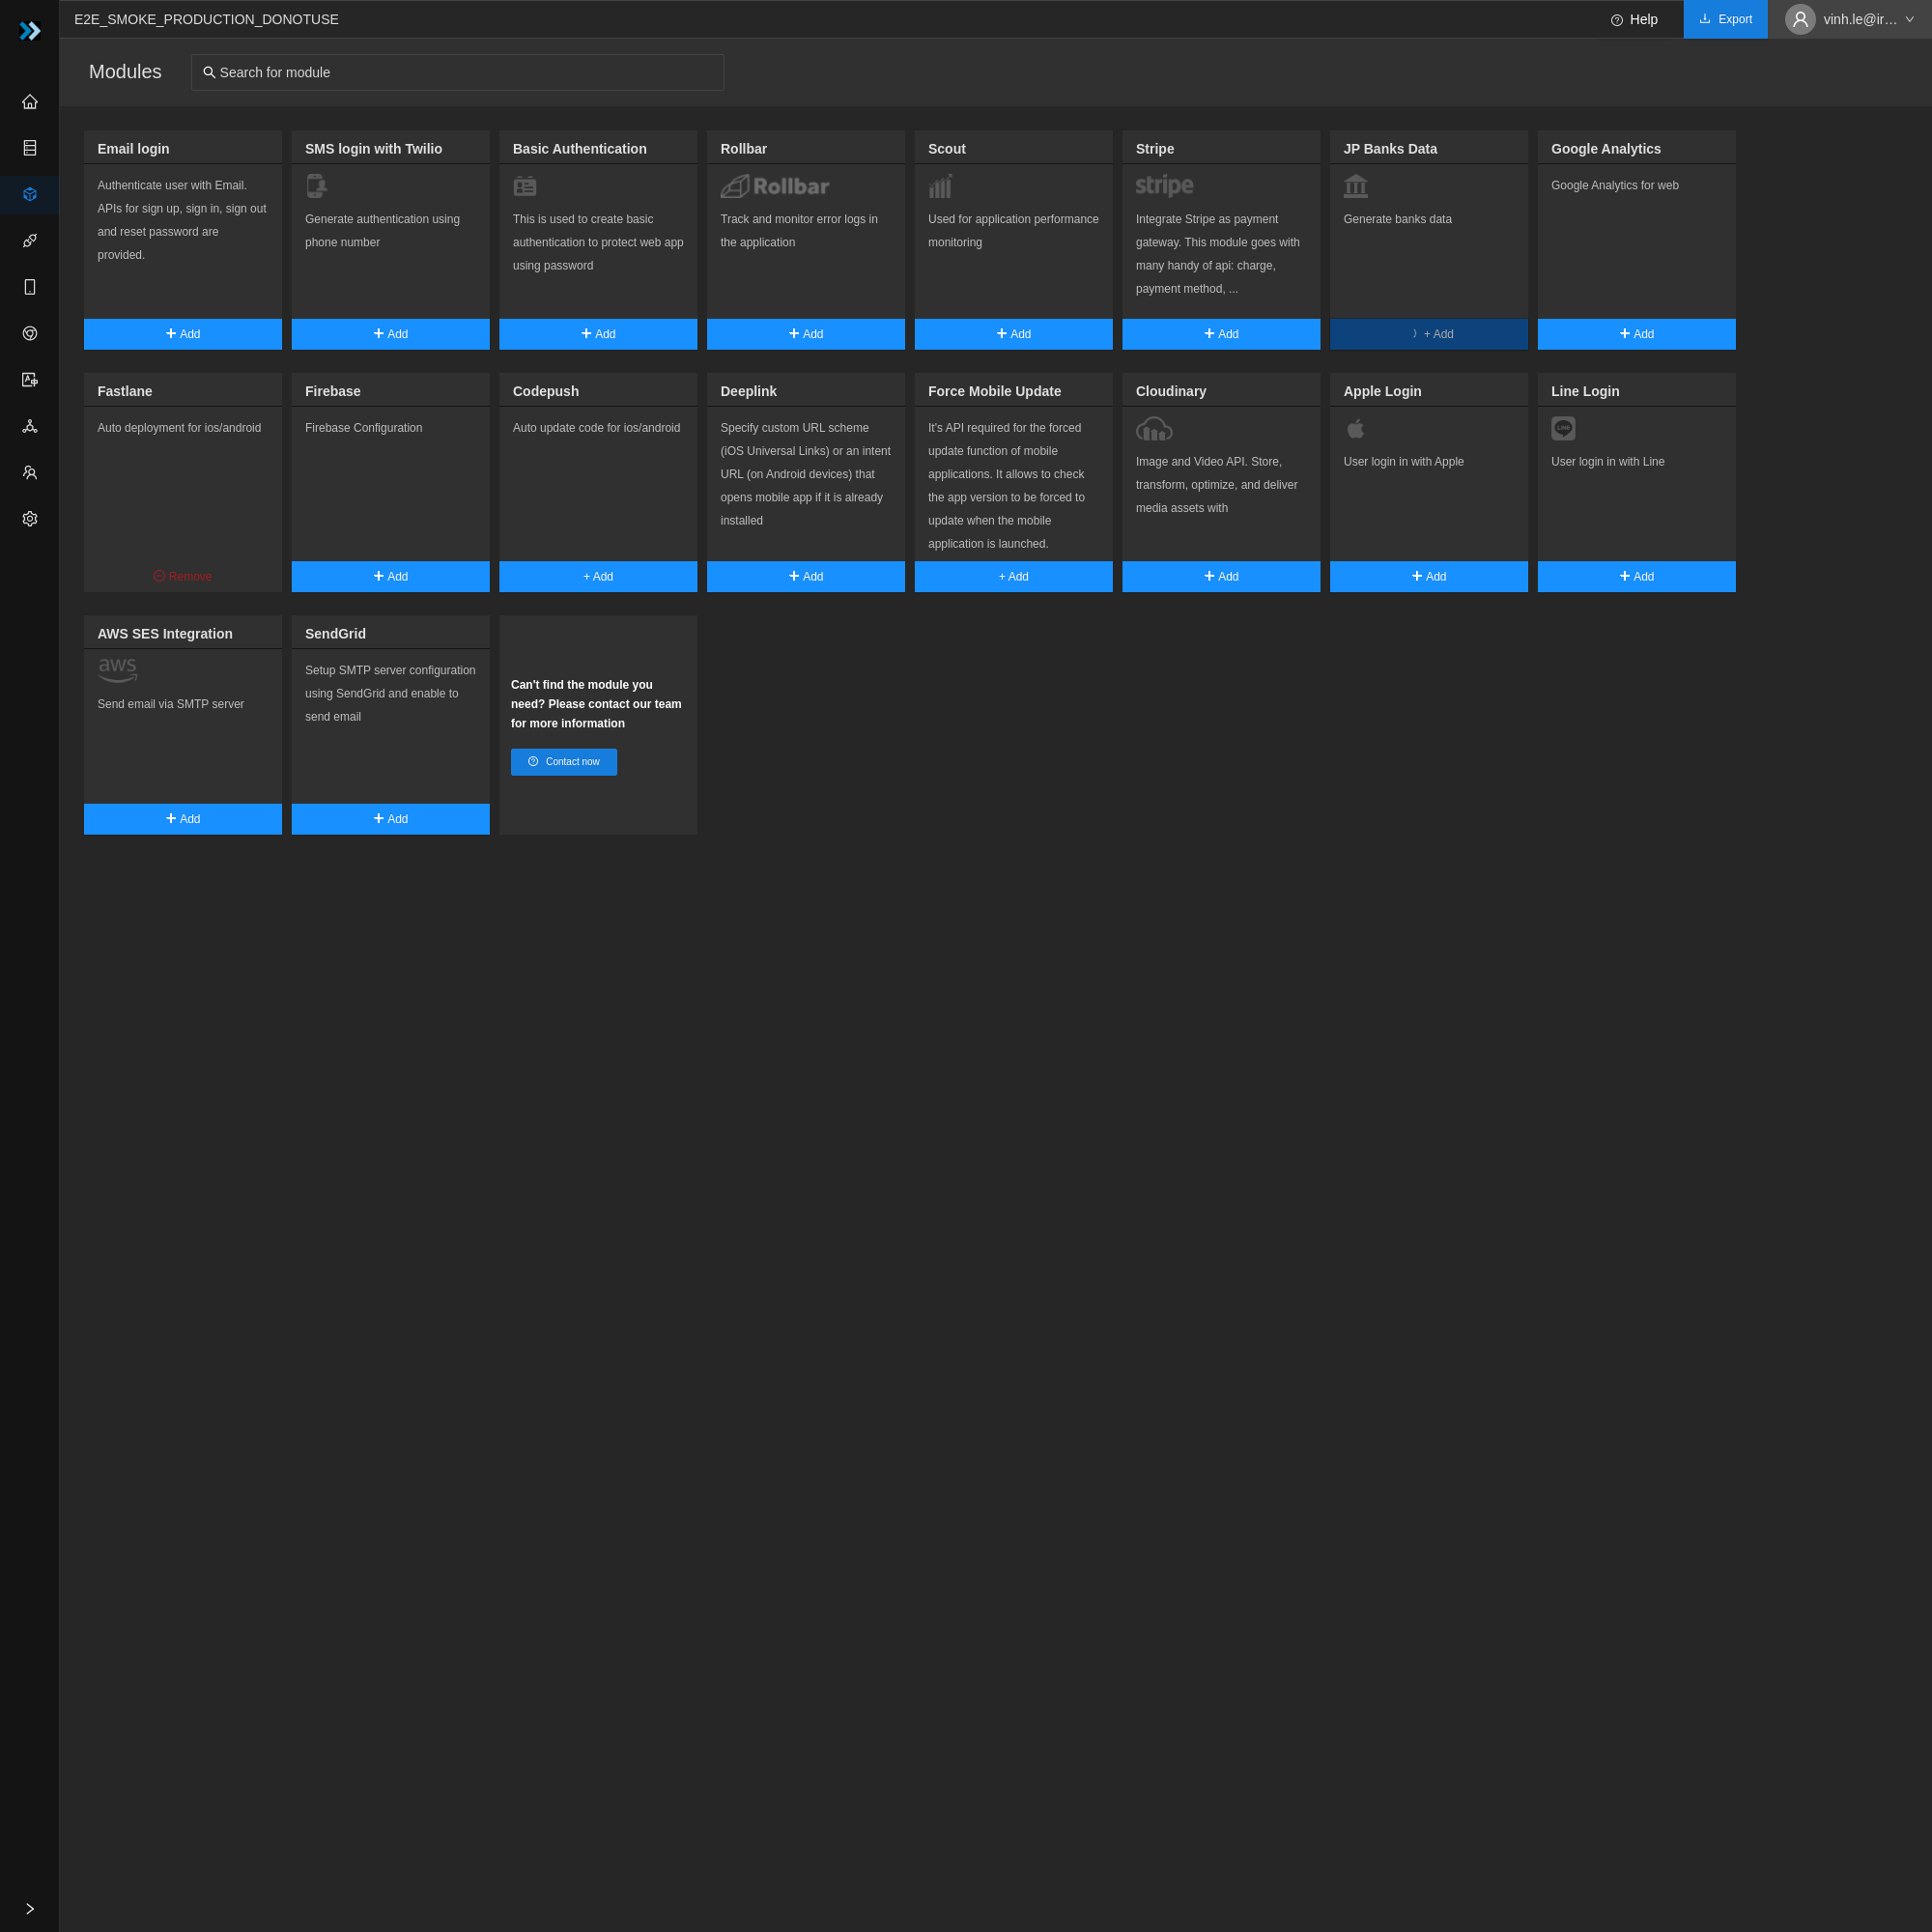 E2E_SMOKE_PRODUCTION_DONOTUSE
Help
Export
vinh.le@ir…
Modules
Search for module
Email login
Authenticate user with Email.
APIs for sign up, sign in, sign out
and reset password are
provided.
Add
SMS login with Twilio
Generate authentication using
phone number
Add
Basic Authentication
This is used to create basic
authentication to protect web app
using password
Add
Rollbar
Rollbar
Track and monitor error logs in
the application
Add
Scout
Used for application performance
monitoring
Add
Stripe
stripe
Integrate Stripe as payment
gateway. This module goes with
many handy of api: charge,
payment method, ...
Add
JP Banks Data
Generate banks data
+ Add
Google Analytics
Google Analytics for web
Add
Fastlane
Auto deployment for ios/android
Remove
Firebase
Firebase Configuration
Add
Codepush
Auto update code for ios/android
+ Add
Deeplink
Specify custom URL scheme
(iOS Universal Links) or an intent
URL (on Android devices) that
opens mobile app if it is already
installed
Add
Force Mobile Update
It's API required for the forced
update function of mobile
applications. It allows to check
the app version to be forced to
update when the mobile
application is launched.
+ Add
Cloudinary
Image and Video API. Store,
transform, optimize, and deliver
media assets with
Add
Apple Login
User login in with Apple
Add
Line Login
LINE
User login in with Line
Add
AWS SES Integration
aws
Send email via SMTP server
Add
SendGrid
Setup SMTP server configuration
using SendGrid and enable to
send email
Add
Can't find the module you
need? Please contact our team
for more information
Contact now